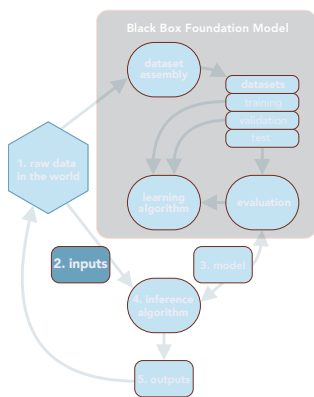 Black Box Foundation Model
dataset
assembly
datasets
training
validation
test
1. raw data
in the world
learning
algorithm
evaluation
2. inputs
3. model
4. inference
algorithm
5. outputs